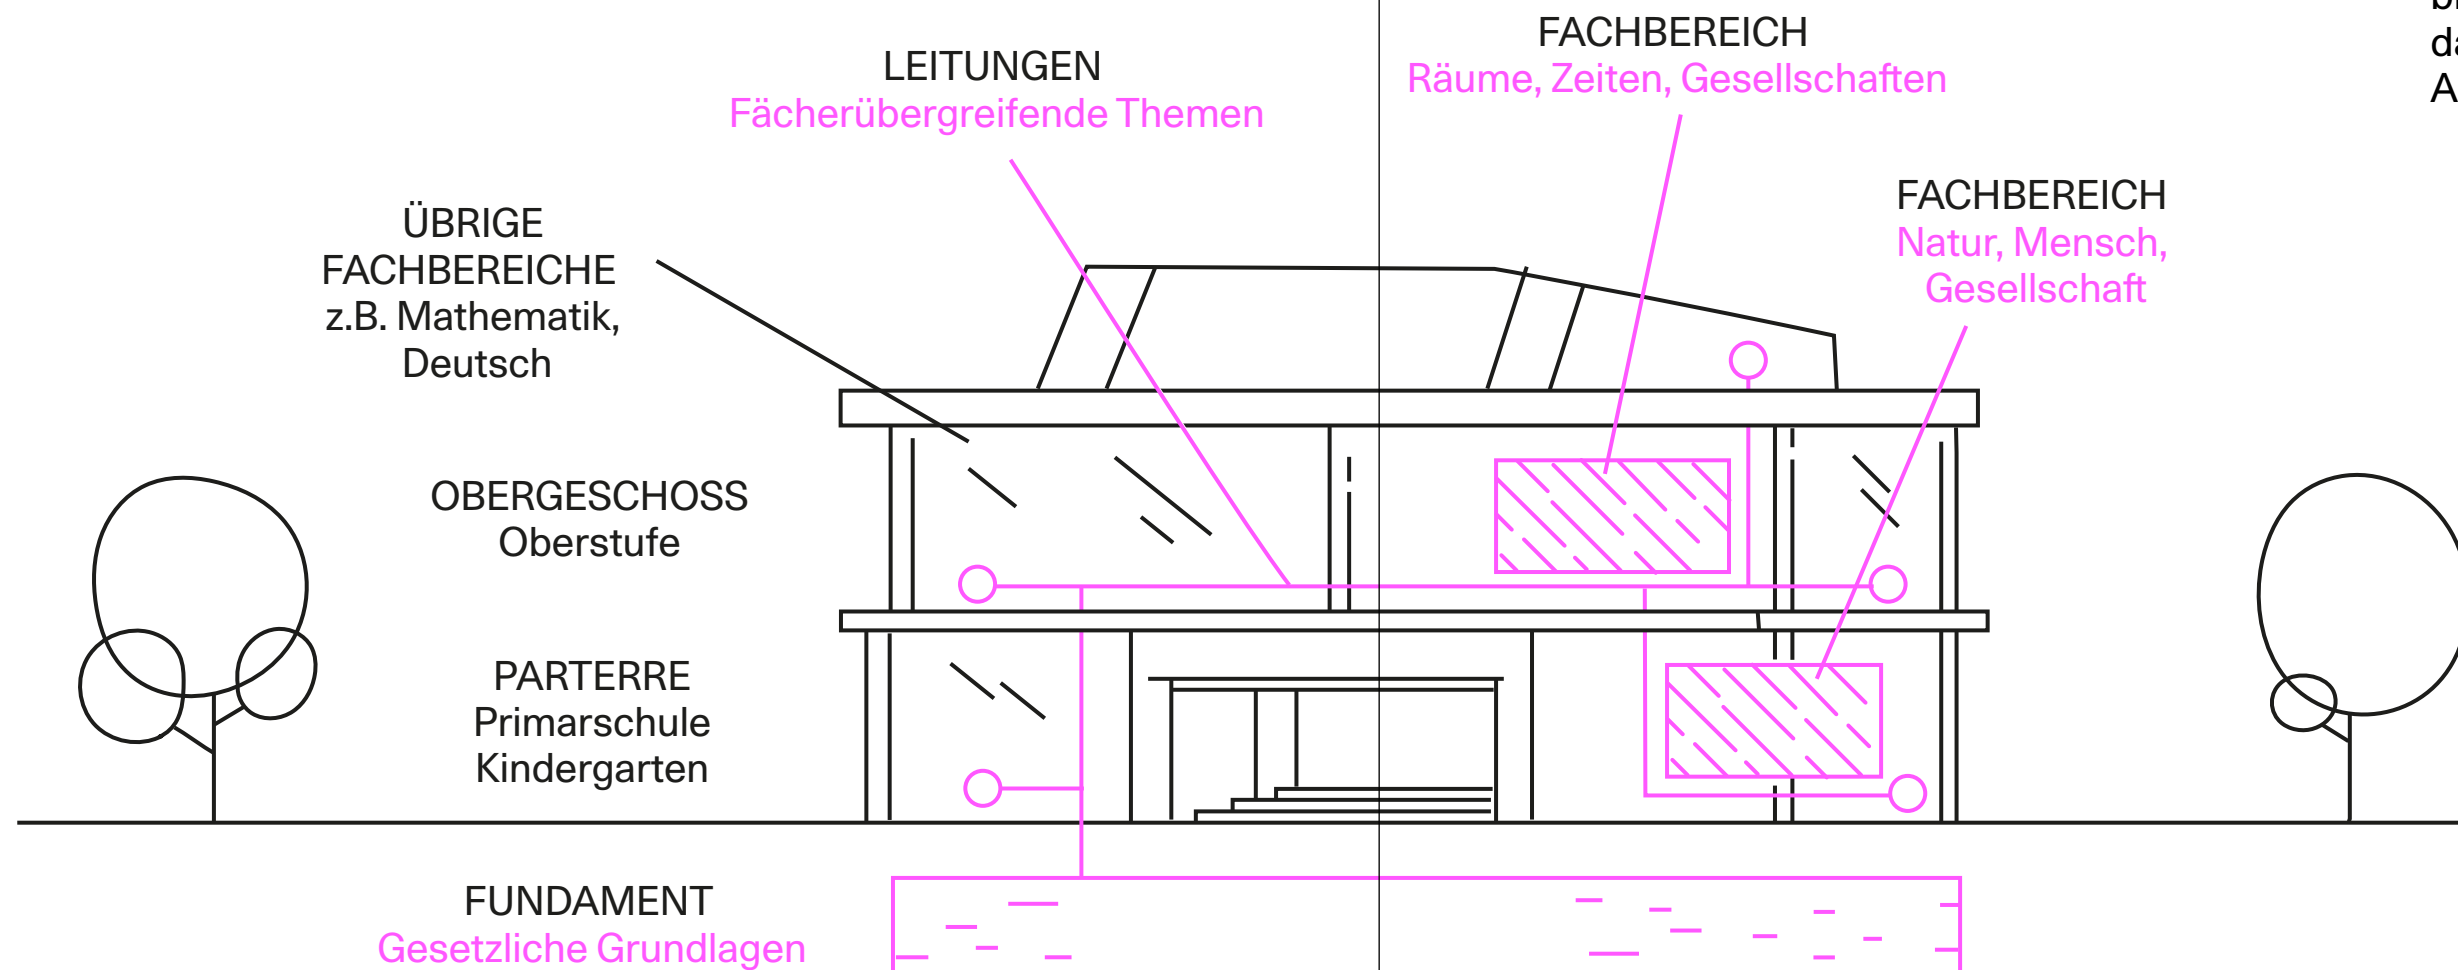 LEITUNGEN
Fächerübergreifende Themen
FACHBEREICH
Räume, Zeiten, Gesellschaften
FACHBEREICH
Natur, Mensch,
Gesellschaft
ÜBRIGE
FACHBEREICHE
z.B. Mathematik,
Deutsch
OBERGESCHOSS
Oberstufe
PARTERRE
Primarschule
Kindergarten
FUNDAMENT
Gesetzliche Grundlagen